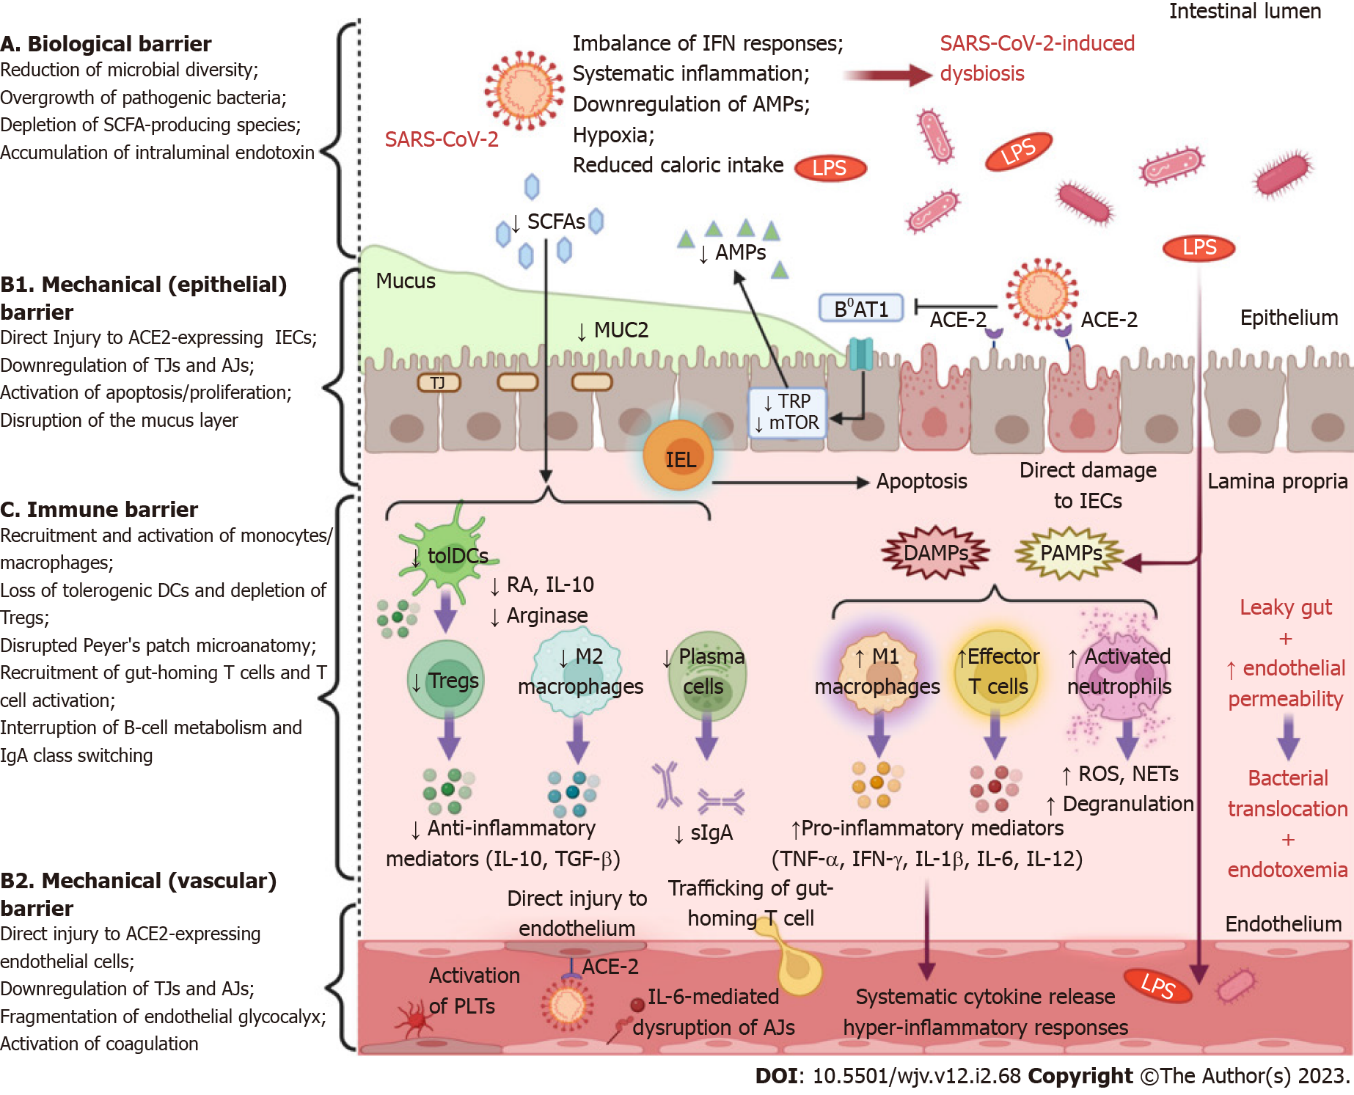 Intestinal lumen
A. Biological barrier
Reduction of microbial diversity;
Overgrowth of pathogenic bacteria;
Depletion of SCFA-producing species;
Accumulation of intraluminal endotoxin
SARS-CoV-2
Imbalance of IFN responses;
Systematic inflammation;
Downregulation of AMPs;
Hypoxia;
Reduced caloric intake
SARS-CoV-2-induced
dysbiosis
LPS
LPS
LPS
↓ SCFAs
↓ AMPs
B1. Mechanical (epithelial)
barrier
Direct Injury to ACE2-expressing IECs;
Downregulation of TJs and AJs;
Activation of apoptosis/proliferation;
Disruption of the mucus layer
Mucus
↓ MUC2
B⁰AT1
ACE-2
ACE-2
Epithelium
TJ
↓ TRP
↓ mTOR
IEL
Apoptosis
Direct damage
to IECs
Lamina propria
C. Immune barrier
Recruitment and activation of monocytes/
macrophages;
Loss of tolerogenic DCs and depletion of
Tregs;
Disrupted Peyer's patch microanatomy;
Recruitment of gut-homing T cells and T
cell activation;
Interruption of B-cell metabolism and
IgA class switching
↓ tolDCs
↓ RA, IL-10
↓ Arginase
DAMPs
PAMPs
↓ Tregs
↓ M2
macrophages
↓ Plasma
cells
↑ M1
macrophages
↑Effector
T cells
↑ Activated
neutrophils
Leaky gut
+
↑ endothelial
permeability
↓ Anti-inflammatory
mediators (IL-10, TGF-β)
↓ sIgA
↑Pro-inflammatory mediators
(TNF-α, IFN-γ, IL-1β, IL-6, IL-12)
↑ ROS, NETs
↑ Degranulation
Bacterial
translocation
+
endotoxemia
B2. Mechanical (vascular)
barrier
Direct injury to ACE2-expressing
endothelial cells;
Downregulation of TJs and AJs;
Fragmentation of endothelial glycocalyx;
Activation of coagulation
Direct injury to
endothelium
Trafficking of gut-
homing T cell
Endothelium
Activation
of PLTs
ACE-2
IL-6-mediated
dysruption of AJs
Systematic cytokine release
hyper-inflammatory responses
LPS
DOI: 10.5501/wjv.v12.i2.68 Copyright ©The Author(s) 2023.